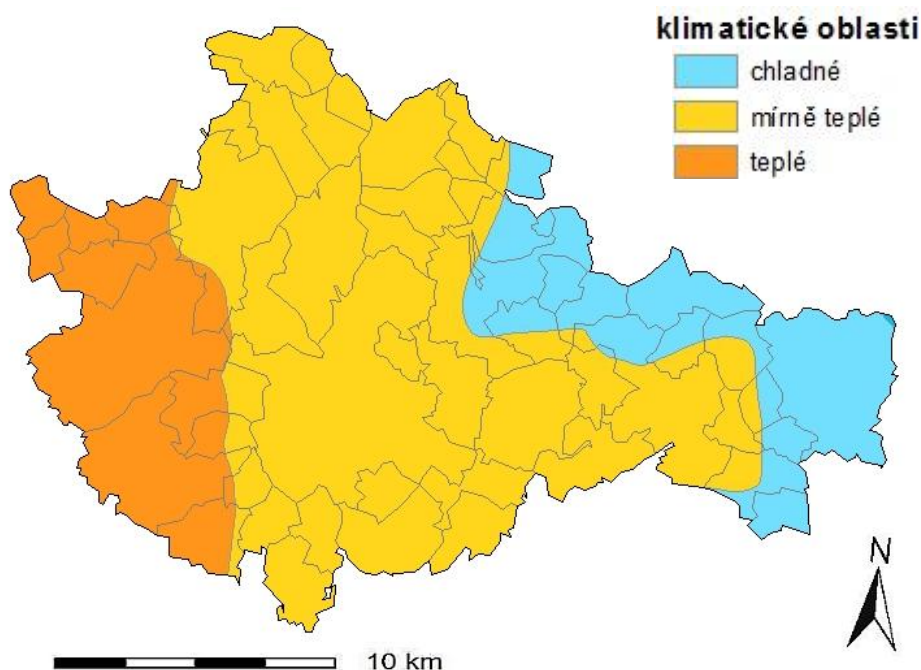 klimatické oblasti
chladné
mírně teplé
teplé
N
10 km